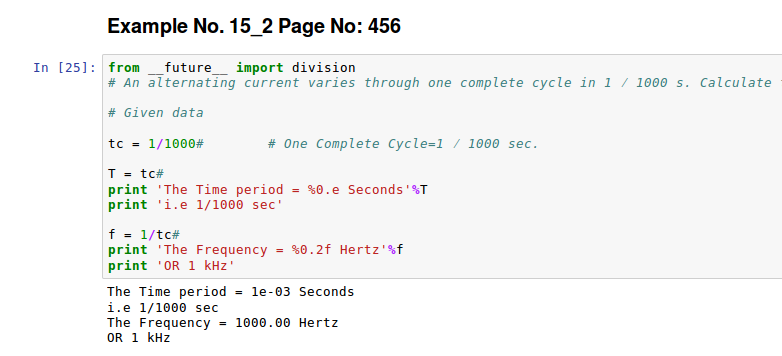 Example No. 15_2 Page No: 456
In [25]: from __future__ import division
# An alternating current varies through one complete cycle in 1 / 1000 s. Calculate
# Given data
tc = 1/1000#        # One Complete Cycle=1 / 1000 sec.
T = tc#
print 'The Time period = %0.e Seconds'%T
print 'i.e 1/1000 sec'
f = 1/tc#
print 'The Frequency = %0.2f Hertz'%f
print 'OR 1 kHz'
The Time period = 1e-03 Seconds
i.e 1/1000 sec
The Frequency = 1000.00 Hertz
OR 1 kHz